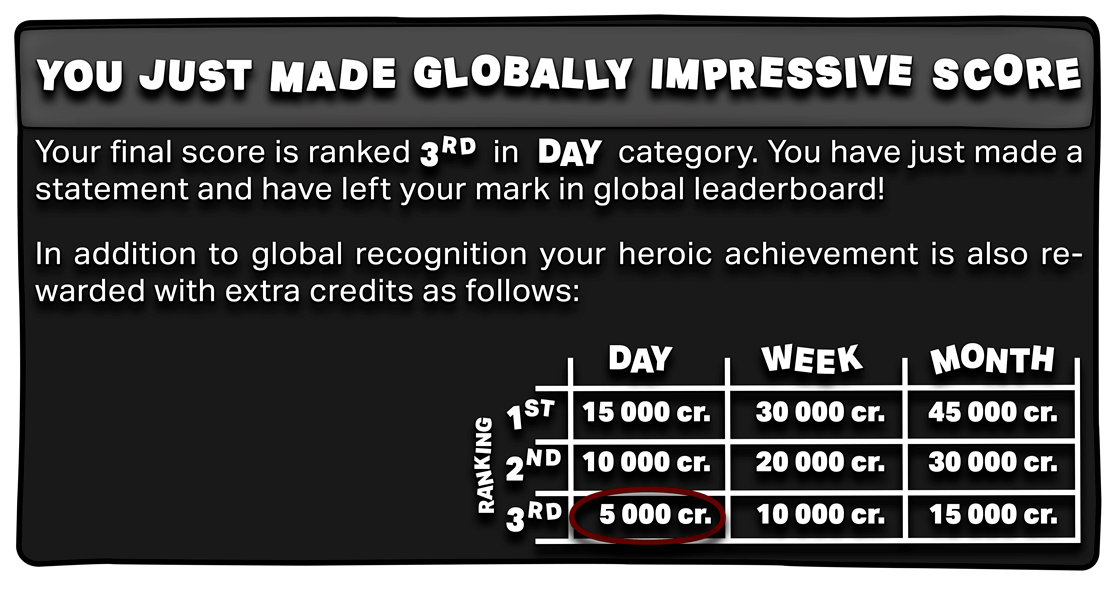 YOU JUST MADE GLOBALLY IMPRESSIVE SCORE
Your final score is ranked 3RD in DAY category. You have just made a
statement and have left your mark in global leaderboard!
In addition to global recognition your heroic achievement is also re-
warded with extra credits as follows:
DAY WEEK MONTH
RANKING
1ST 15 000 cr. 30 000 cr. 45 000 cr.
2ND 10 000 cr. 20 000 cr. 30 000 cr.
3RD 5 000 cr. 10 000 cr. 15 000 cr.